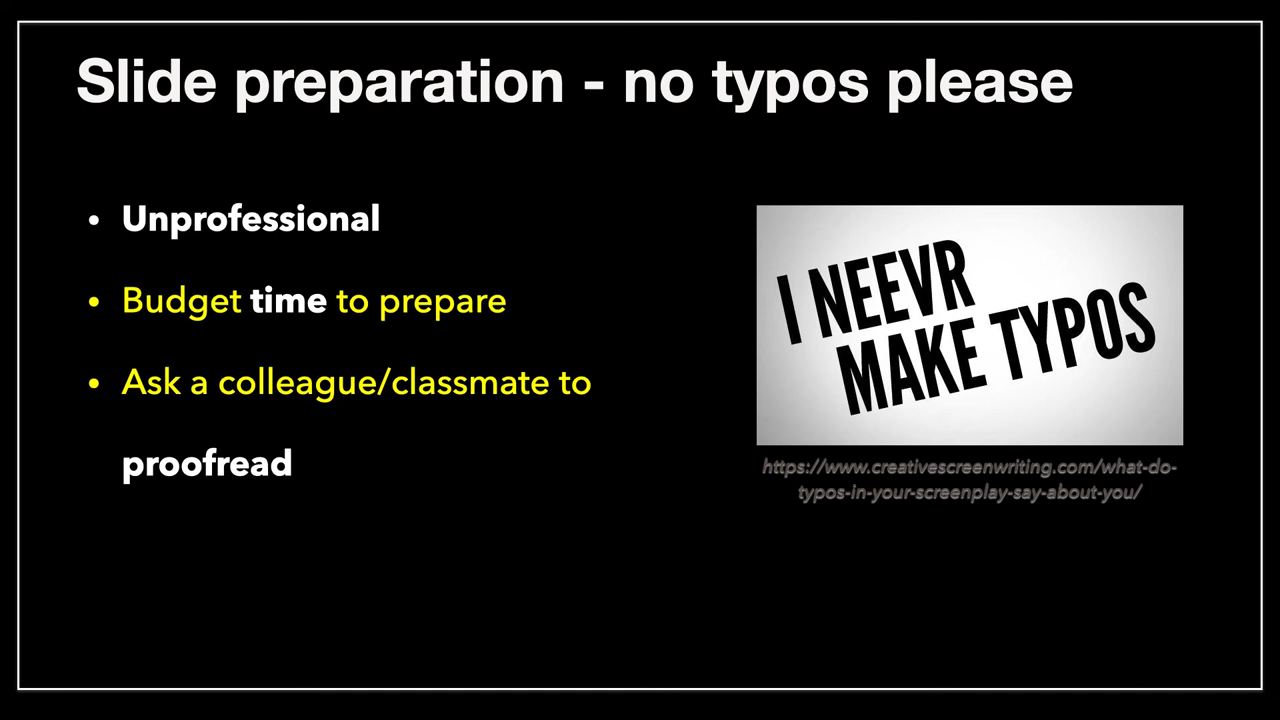 Slide preparation - no typos please
• Unprofessional
• Budget time to prepare
• Ask a colleague/classmate to
proofread
I NEEVR
MAKE TYPOS
https://www.creativescreenwriting.com/what-do-
typos-in-your-screenplay-say-about-you/